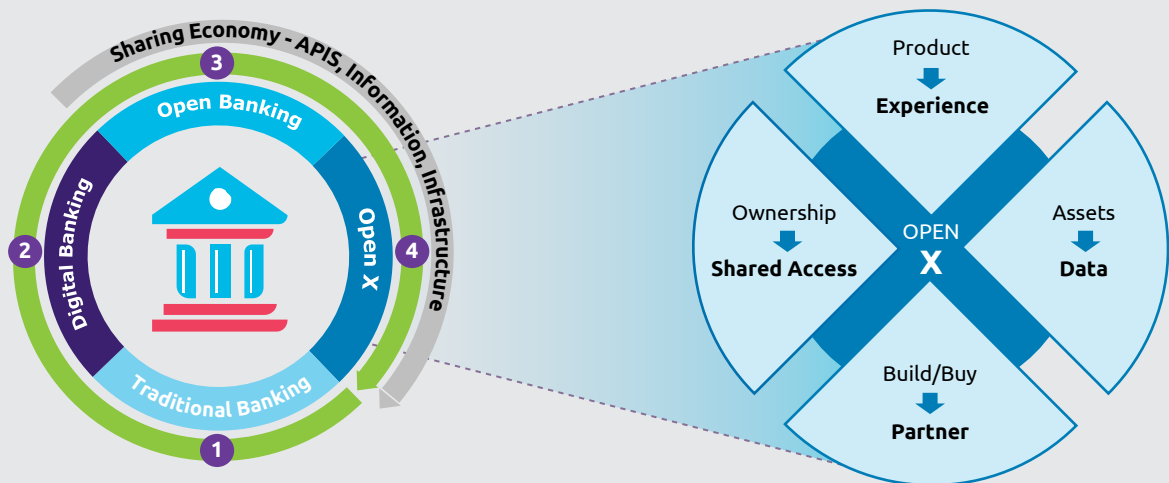 Sharing Economy - APIS, Information, Infrastructure
3
Open Banking
2
Digital Banking
Open X
4
Traditional Banking
1
Product
Experience
Ownership
Shared Access
OPEN
X
Assets
Data
Build/Buy
Partner